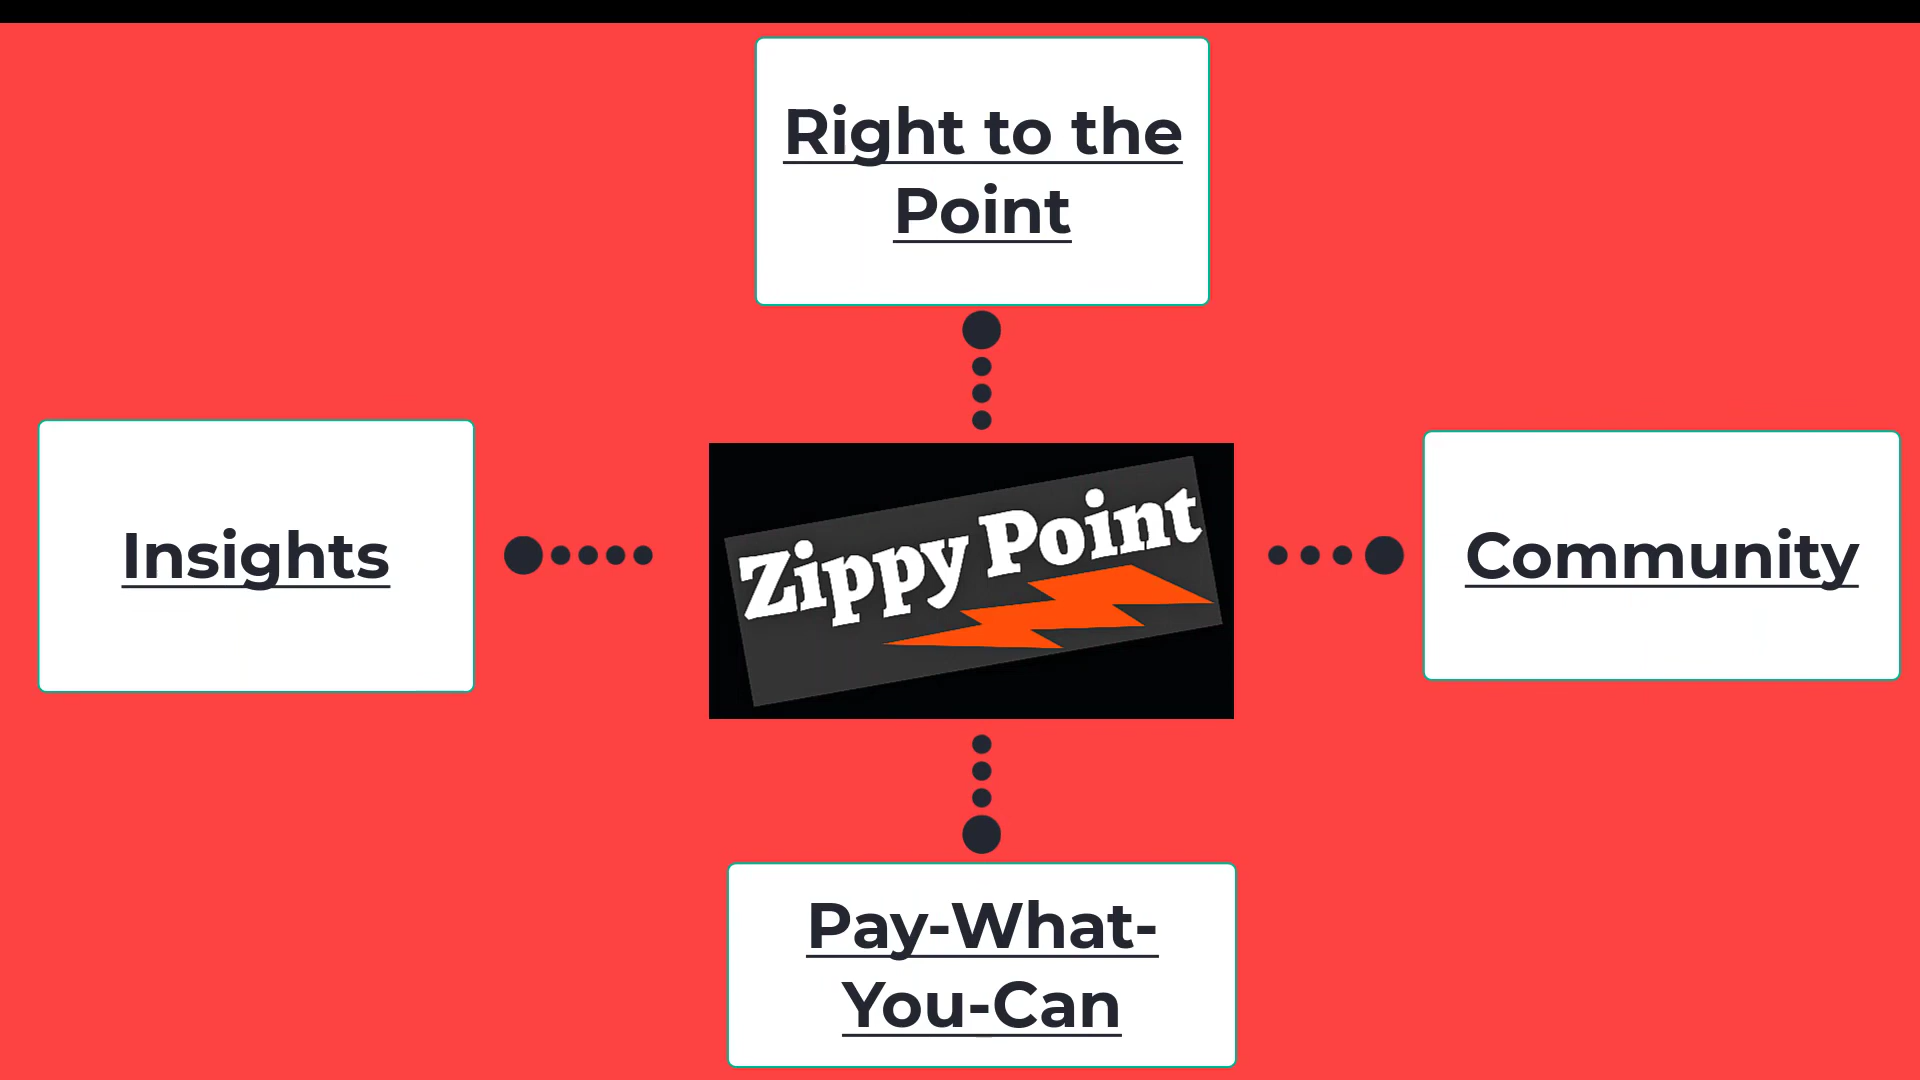 Right to the
Point
Insights
Zippy Point
Community
Pay-What-
You-Can